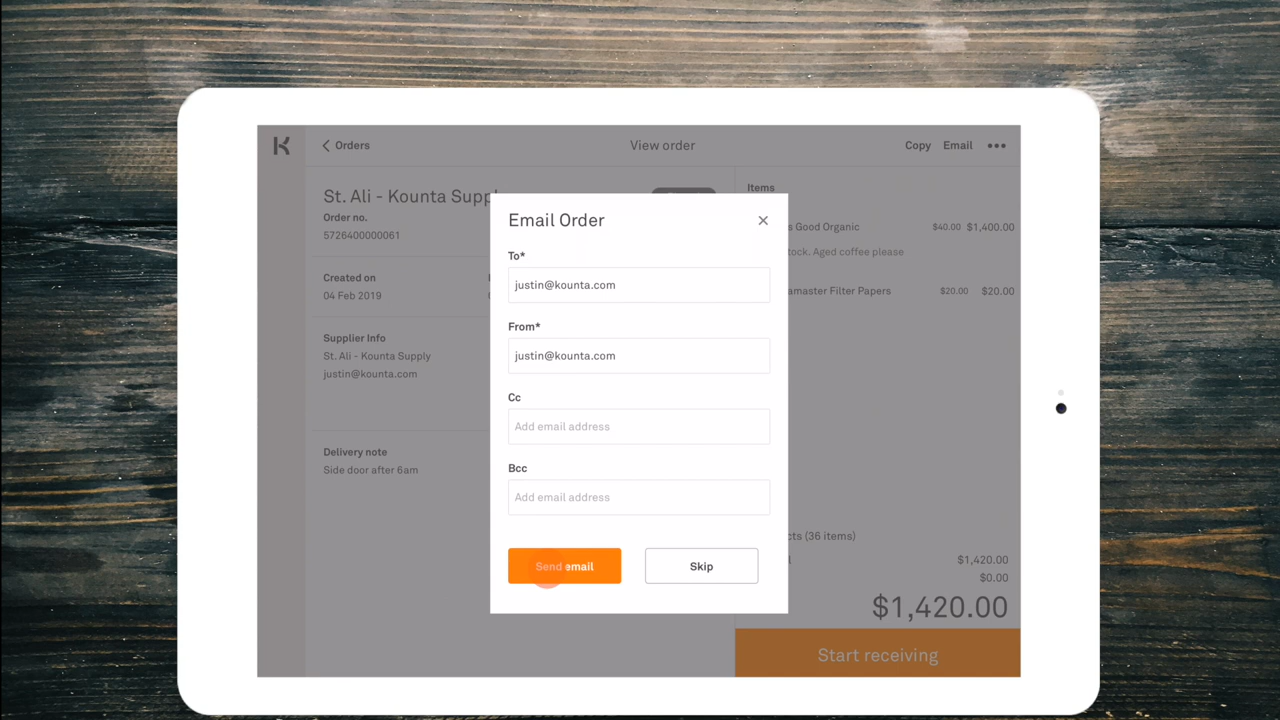 Orders
View order
Copy
Email
St. Ali - Kounta
Order no.
5726400000061
Created on
04 Feb 2019
Supplier Info
St. Ali - Kounta Supply
justin@kounta.com
Delivery note
Side door after 6am
Email Order
To*
justin@kounta.com
From*
justin@kounta.com
Cc
Add email address
Bcc
Add email address
Send email
Skip
Items
Good Organic
$40.00 $1,400.00
Aged coffee please
Filter Papers
$20.00 $20.00
(36 items)
$1,420.00
$0.00
$1,420.00
Start receiving